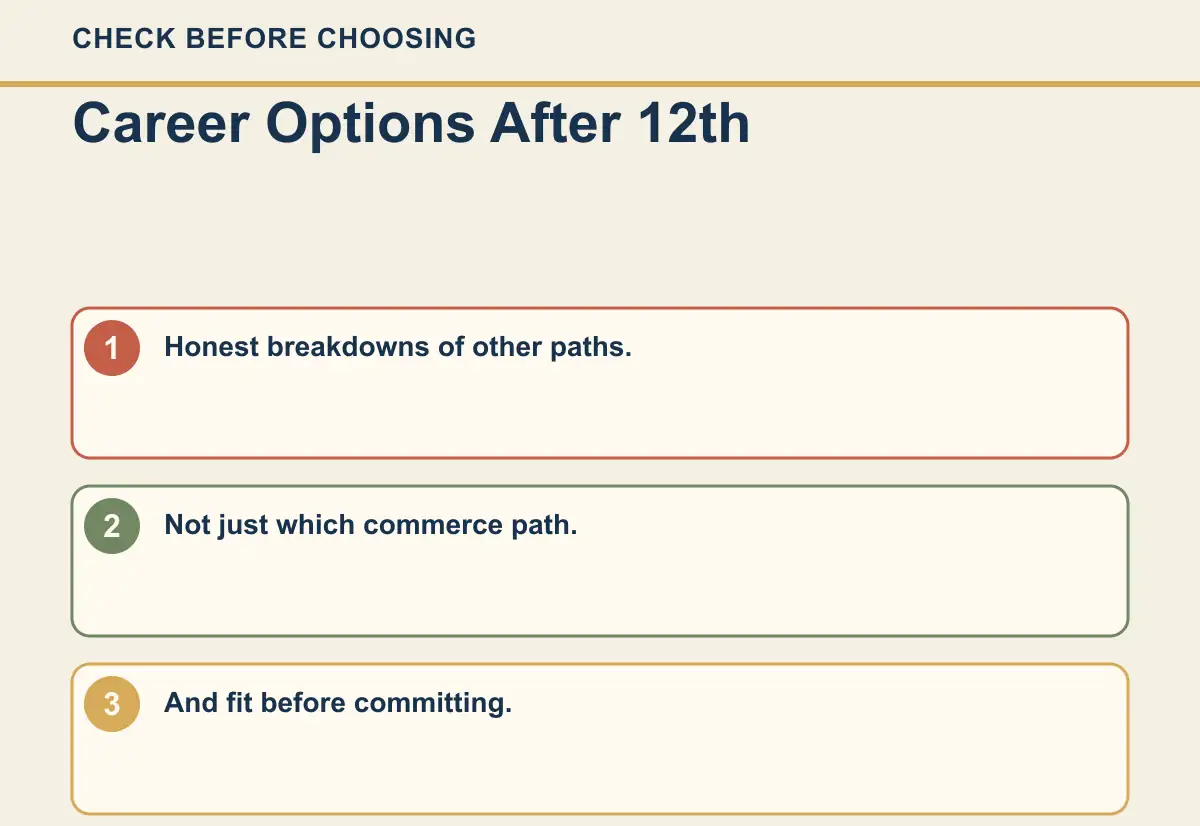 CHECK BEFORE CHOOSING
Career Options After 12th
1 Honest breakdowns of other paths.
2 Not just which commerce path.
3 And fit before committing.